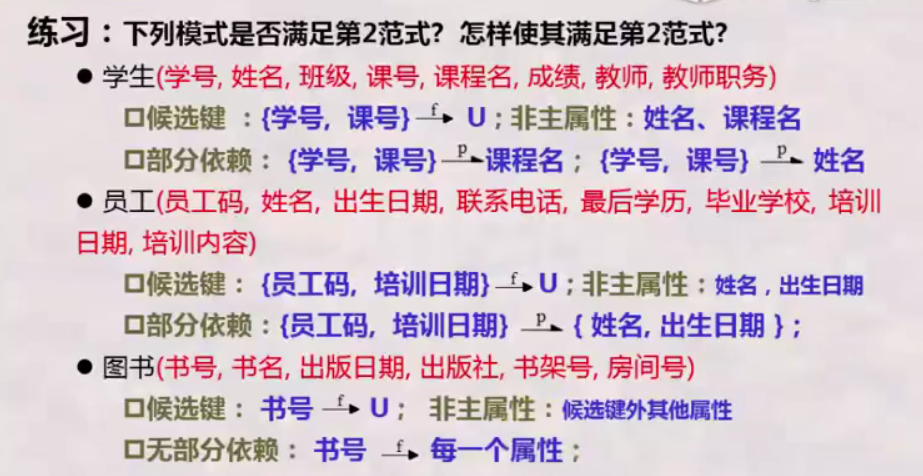 练习：下列模式是否满足第2范式？怎样使其满足第2范式？
● 学生(学号, 姓名, 班级, 课号, 课程名, 成绩, 教师, 教师职务)
□候选键 ：{学号, 课号} f→ U；非主属性：姓名、课程名
□部分依赖： {学号, 课号} p→ 课程名； {学号, 课号} p→ 姓名
● 员工(员工码, 姓名, 出生日期, 联系电话, 最后学历, 毕业学校, 培训
日期, 培训内容)
□候选键： {员工码, 培训日期} f→ U；非主属性：姓名，出生日期
□部分依赖：{员工码, 培训日期} p→ { 姓名, 出生日期 }；
● 图书(书号, 书名, 出版日期, 出版社, 书架号, 房间号)
□候选键： 书号 f→ U； 非主属性：候选键外其他属性
□无部分依赖： 书号 f→ 每一个属性；